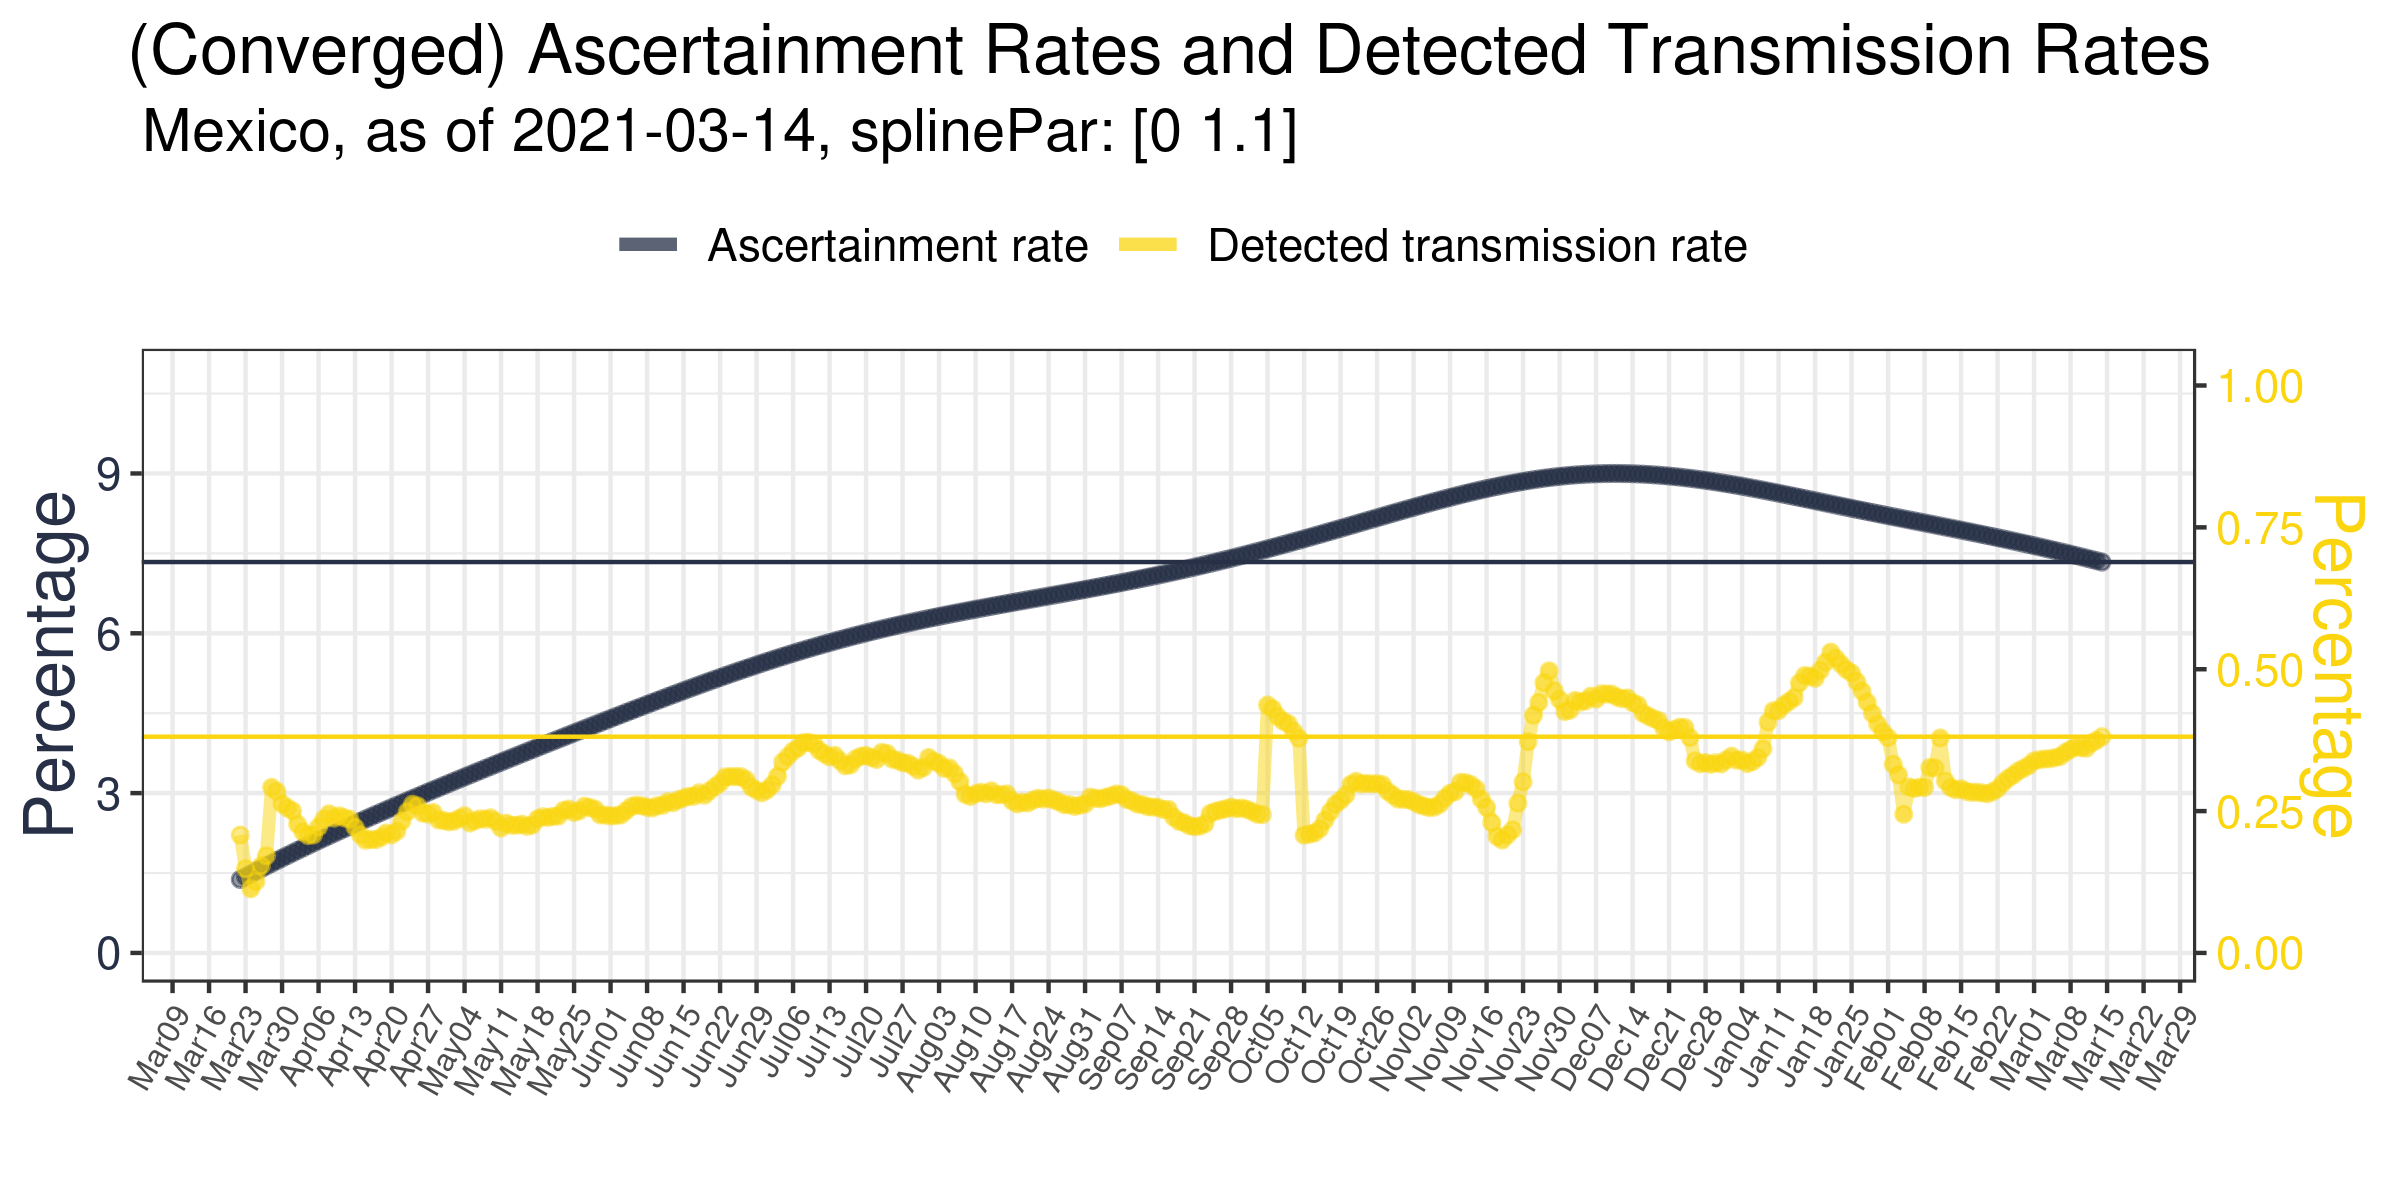 (Converged) Ascertainment Rates and Detected Transmission Rates
Mexico, as of 2021-03-14, splinePar: [0 1.1]
Ascertainment rate
Detected transmission rate
Percentage
9
6
3
0
1.00
0.75
0.50
0.25
0.00
Percentage
Mar09
Mar16
Mar23
Mar30
Apr06
Apr13
Apr20
Apr27
May04
May11
May18
May25
Jun01
Jun08
Jun15
Jun22
Jun29
Jul06
Jul13
Jul20
Jul27
Aug03
Aug10
Aug17
Aug24
Aug31
Sep07
Sep14
Sep21
Sep28
Oct05
Oct12
Oct19
Oct26
Nov02
Nov09
Nov16
Nov23
Nov30
Dec07
Dec14
Dec21
Dec28
Jan04
Jan11
Jan18
Jan25
Feb01
Feb08
Feb15
Feb22
Mar01
Mar08
Mar15
Mar22
Mar29